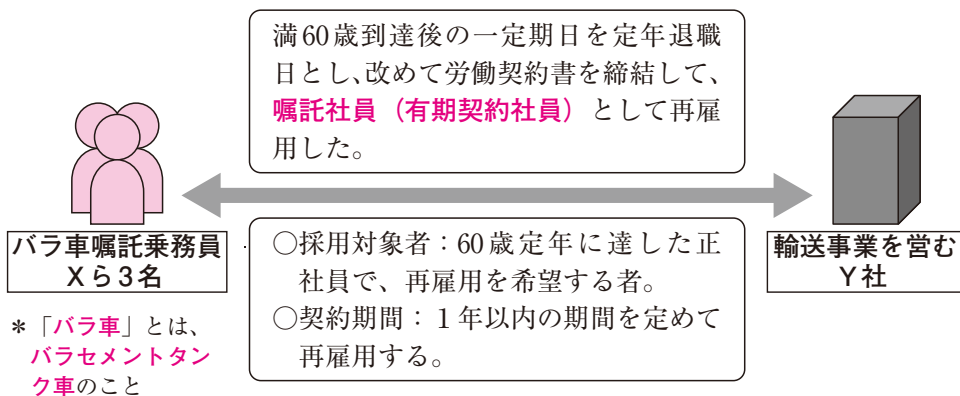 満60歳到達後の一定期日を定年退職
日とし、改めて労働契約書を締結して、
嘱託社員（有期契約社員）として再雇
用した。
バラ車嘱託乗務員
Xら3名
＊「バラ車」とは、
バラセメントタン
ク車のこと
○採用対象者：60歳定年に達した正
社員で、再雇用を希望する者。
○契約期間：１年以内の期間を定めて
再雇用する。
輸送事業を営む
Y社